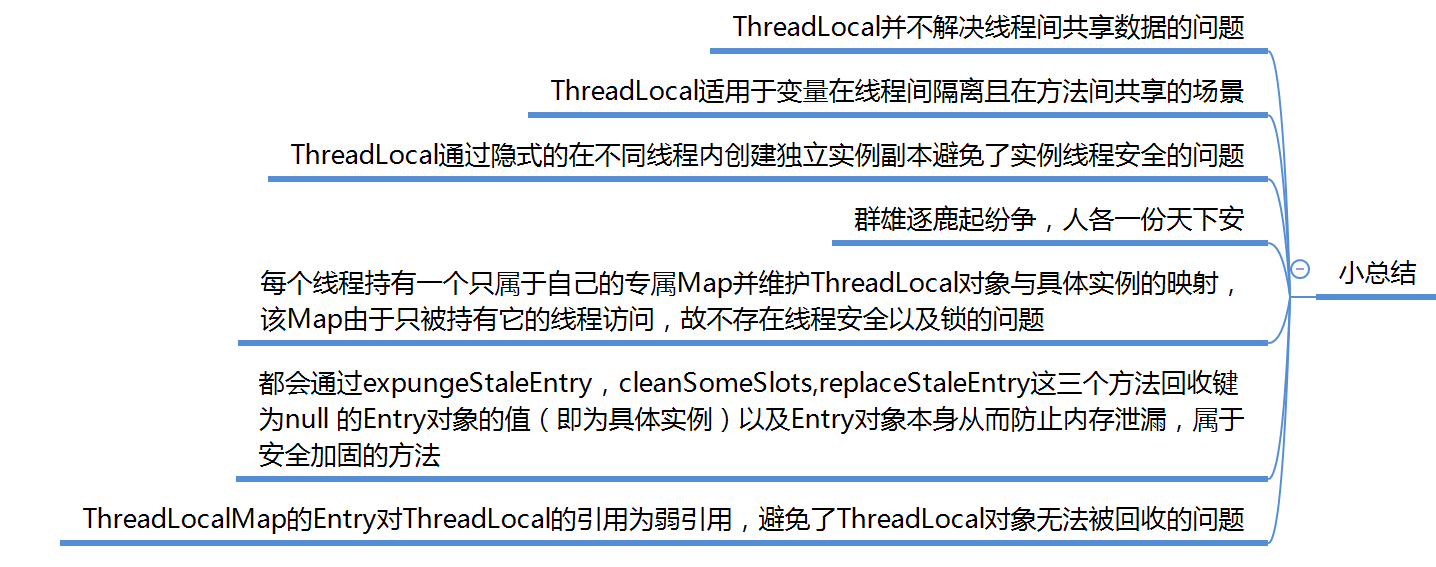 ThreadLocal并不解决线程间共享数据的问题
ThreadLocal适用于变量在线程间隔离且在方法间共享的场景
ThreadLocal通过隐式的在不同线程内创建独立实例副本避免了实例线程安全的问题
群雄逐鹿起纷争，人各一份天下安
每个线程持有一个只属于自己的专属Map并维护ThreadLocal对象与具体实例的映射，
该Map由于只被持有它的线程访问，故不存在线程安全以及锁的问题
都会通过expungeStaleEntry，cleanSomeSlots,replaceStaleEntry这三个方法回收键
为null 的Entry对象的值（即为具体实例）以及Entry对象本身从而防止内存泄漏，属于
安全加固的方法
ThreadLocalMap的Entry对ThreadLocal的引用为弱引用，避免了ThreadLocal对象无法被回收的问题
小总结